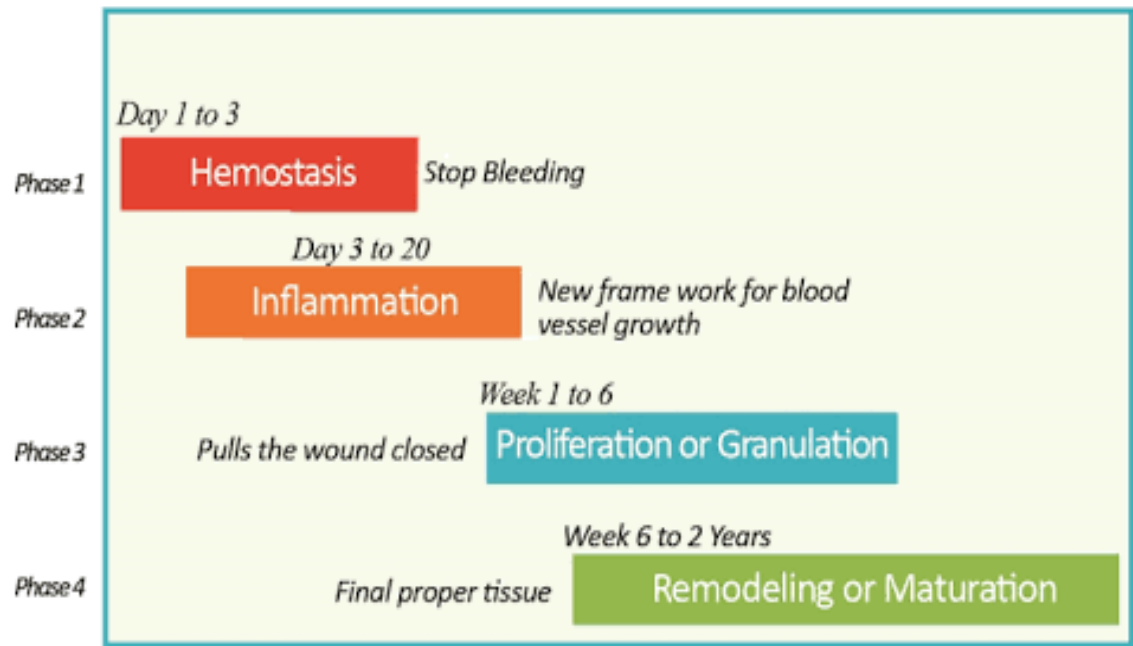 Day 1 to 3
Phase 1
Hemostasis
Stop Bleeding
Day 3 to 20
Phase 2
Inflammation
New frame work for blood
vessel growth
Week 1 to 6
Phase 3
Pulls the wound closed
Proliferation or Granulation
Week 6 to 2 Years
Phase 4
Final proper tissue
Remodeling or Maturation